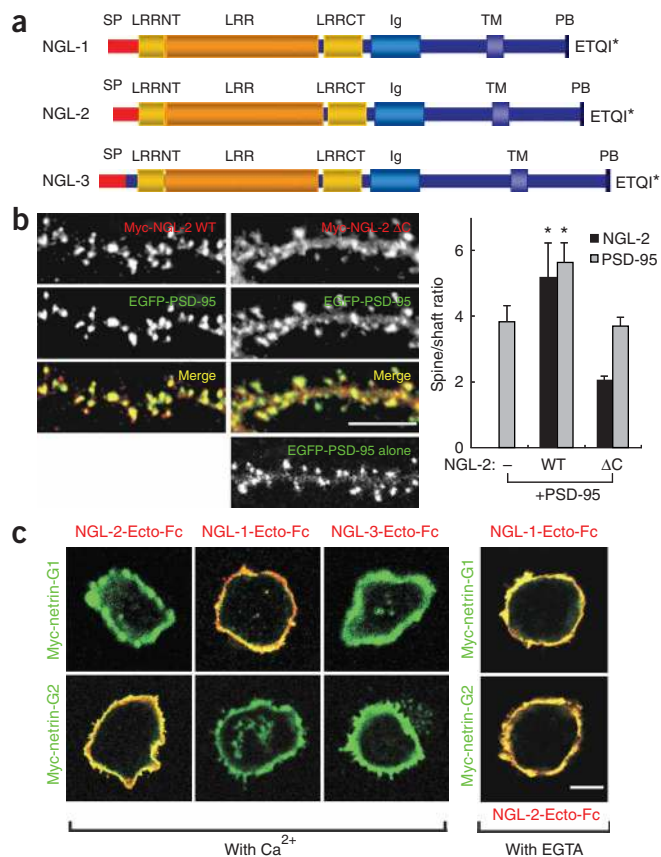 a
SP LRRNT LRR LRRCT Ig TM PB
NGL-1 ETQI*
SP LRRNT LRR LRRCT Ig TM PB
NGL-2 ETQI*
SP LRRNT LRR LRRCT Ig TM PB
NGL-3 ETQI*
b
Myc-NGL-2 WT Myc-NGL-2 ΔC
EGFP-PSD-95 EGFP-PSD-95
Merge Merge
EGFP-PSD-95 alone
NGL-2
PSD-95
* *
Spine/shaft ratio
6
4
2
0
NGL-2: – WT ΔC
+PSD-95
c
NGL-2-Ecto-Fc NGL-1-Ecto-Fc NGL-3-Ecto-Fc NGL-1-Ecto-Fc
Myc-netrin-G1 Myc-netrin-G1
Myc-netrin-G2 Myc-netrin-G2
NGL-2-Ecto-Fc
With Ca2+ With EGTA